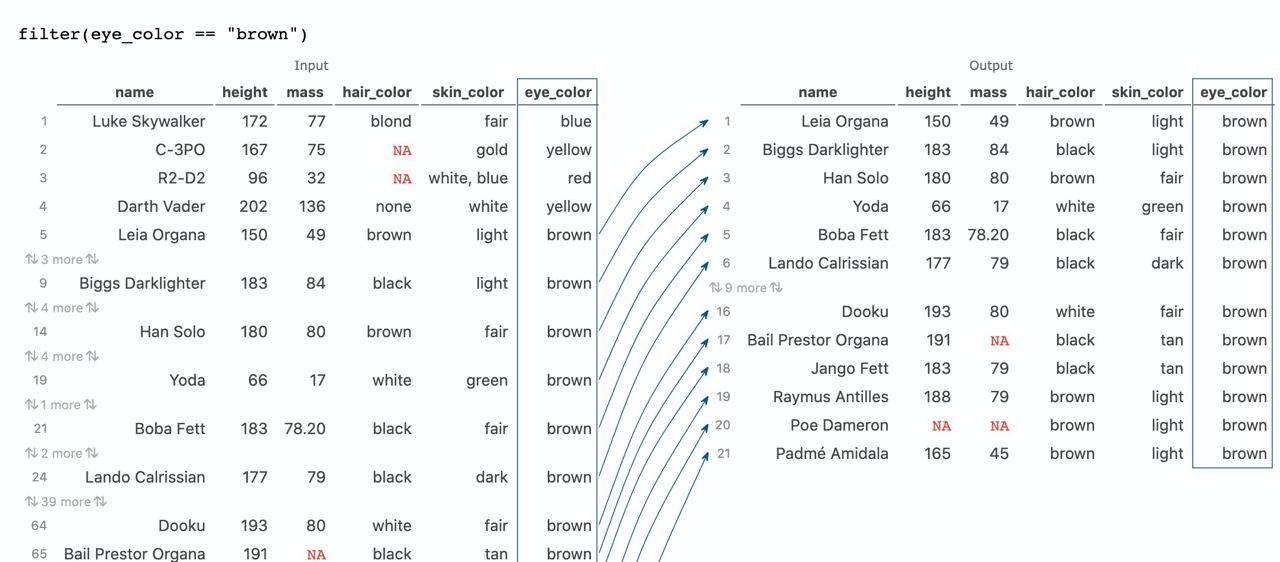 filter(eye_color == "brown")
Input
name height mass hair_color skin_color eye_color
1 Luke Skywalker 172 77 blond fair blue
2 C-3PO 167 75 NA gold yellow
3 R2-D2 96 32 NA white, blue red
4 Darth Vader 202 136 none white yellow
5 Leia Organa 150 49 brown light brown
⇅ 3 more ⇅
9 Biggs Darklighter 183 84 black light brown
⇅ 4 more ⇅
14 Han Solo 180 80 brown fair brown
⇅ 4 more ⇅
19 Yoda 66 17 white green brown
⇅ 1 more ⇅
21 Boba Fett 183 78.20 black fair brown
⇅ 2 more ⇅
24 Lando Calrissian 177 79 black dark brown
⇅ 39 more ⇅
64 Dooku 193 80 white fair brown
65 Bail Prestor Organa 191 NA black tan brown
Output
name height mass hair_color skin_color eye_color
1 Leia Organa 150 49 brown light brown
2 Biggs Darklighter 183 84 black light brown
3 Han Solo 180 80 brown fair brown
4 Yoda 66 17 white green brown
5 Boba Fett 183 78.20 black fair brown
6 Lando Calrissian 177 79 black dark brown
⇅ 9 more ⇅
16 Dooku 193 80 white fair brown
17 Bail Prestor Organa 191 NA black tan brown
18 Jango Fett 183 79 black tan brown
19 Raymus Antilles 188 79 brown light brown
20 Poe Dameron NA NA brown light brown
21 Padmé Amidala 165 45 brown light brown